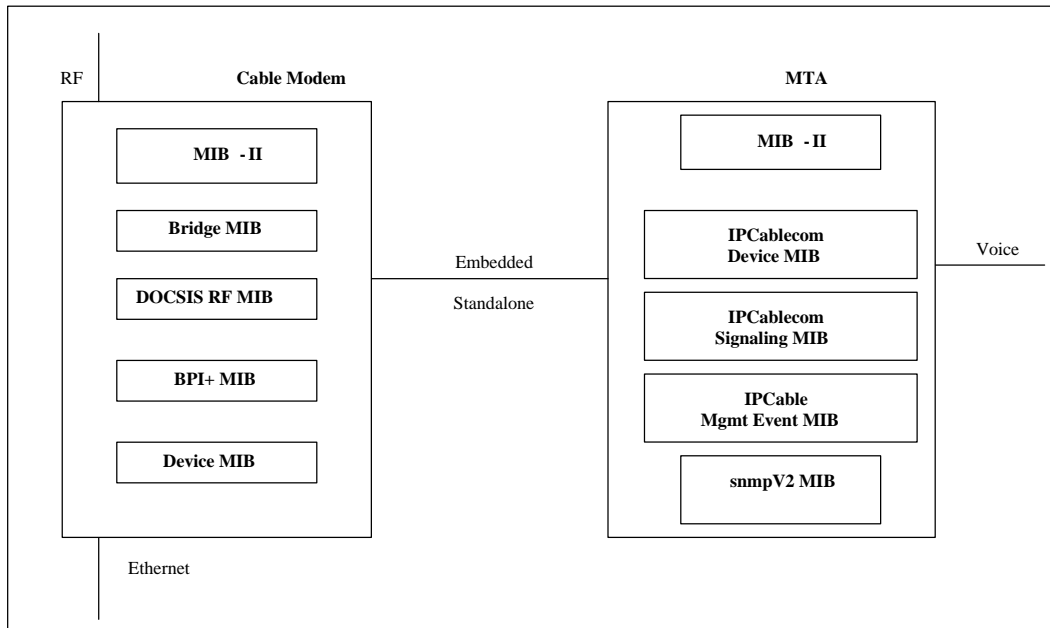 RF
Cable Modem
MTA
MIB - II
Bridge MIB
DOCSIS RF MIB
BPI+ MIB
Device MIB
Ethernet
Embedded
Standalone
MIB - II
IPCablecom
Device MIB
IPCablecom
Signaling MIB
IPCable
Mgmt Event MIB
snmpV2 MIB
Voice